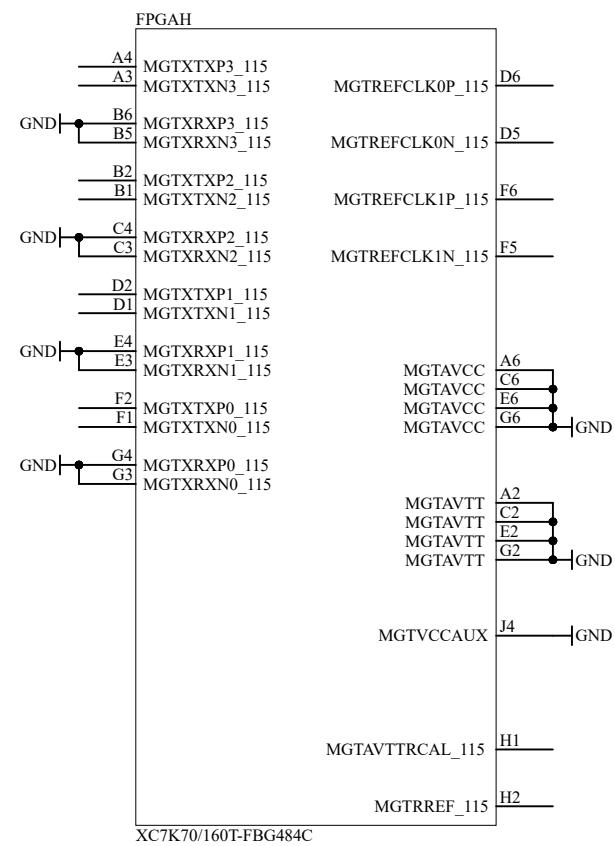 FPGAH
A4 MGTXTXP3_115
A3 MGTXTXN3_115
GND B6 MGTXRXP3_115
B5 MGTXRXN3_115
B2 MGTXTXP2_115
B1 MGTXTXN2_115
GND C4 MGTXRXP2_115
C3 MGTXRXN2_115
D2 MGTXTXP1_115
D1 MGTXTXN1_115
GND E4 MGTXRXP1_115
E3 MGTXRXN1_115
F2 MGTXTXP0_115
F1 MGTXTXN0_115
GND G4 MGTXRXP0_115
G3 MGTXRXN0_115
MGTREFCLK0P_115 D6
MGTREFCLK0N_115 D5
MGTREFCLK1P_115 F6
MGTREFCLK1N_115 F5
MGTAVCC A6
MGTAVCC C6
MGTAVCC E6
MGTAVCC G6 GND
MGTAVTT A2
MGTAVTT C2
MGTAVTT E2
MGTAVTT G2 GND
MGTVCCAUX J4 GND
MGTAVTTRCAL_115 H1
MGTRREF_115 H2
XC7K70/160T-FBG484C